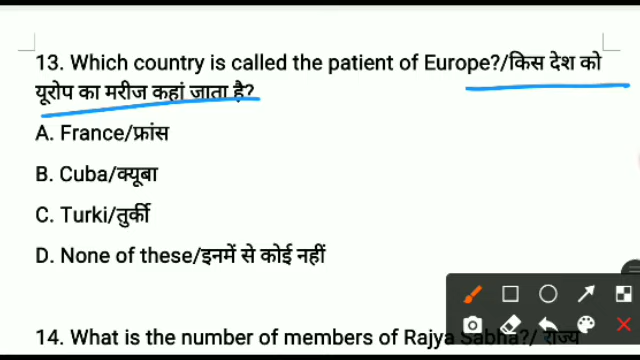 13. Which country is called the patient of Europe?/किस देश को
यूरोप का मरीज कहां जाता है?
A. France/फ्रांस
B. Cuba/क्यूबा
C. Turki/तुर्की
D. None of these/इनमें से कोई नहीं
14. What is the number of members of Rajya Sabha?/ राज्य